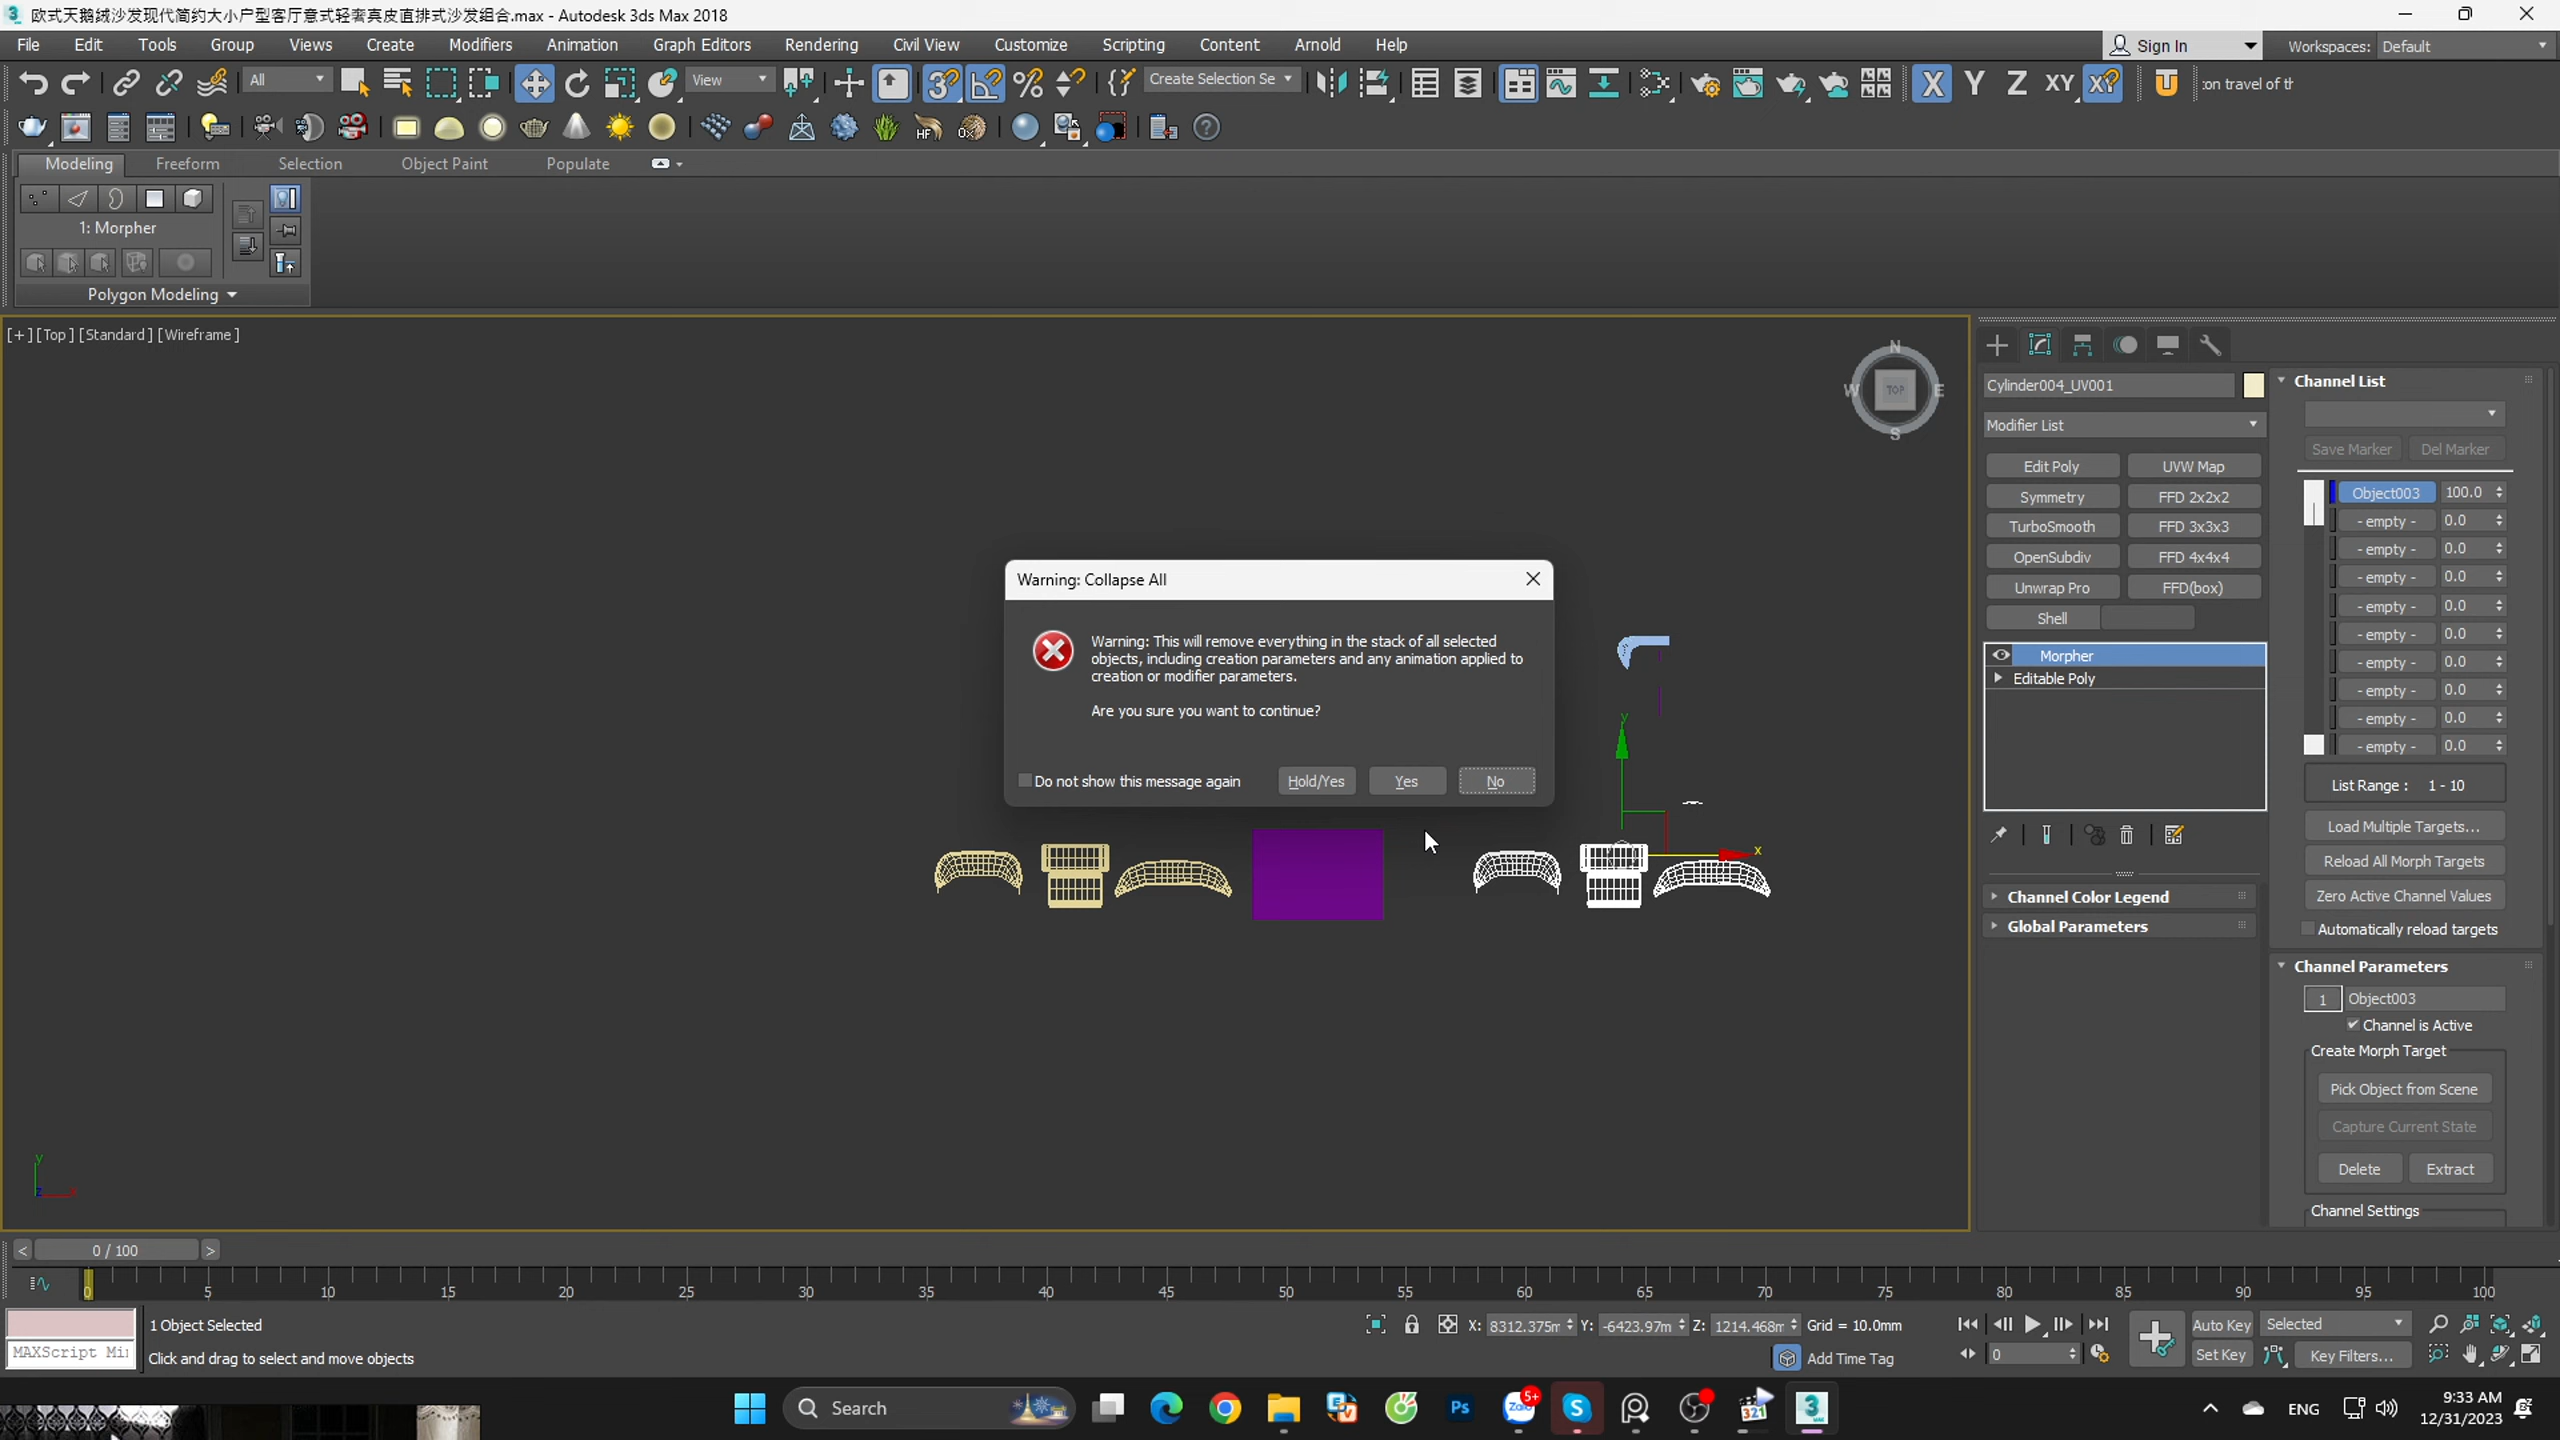 欧式天鹅绒沙发现代简约大小户型客厅意式轻奢真皮直排式沙发组合.max - Autodesk 3ds Max 2018
File Edit Tools Group Views Create Modifiers Animation Graph Editors Rendering Civil View Customize Scripting Content Arnold Help
Sign In Workspaces: Default
All View Create Selection Se X Y Z XY
:on travel of th
Modeling Freeform Selection Object Paint Populate
1: Morpher
Polygon Modeling
[+] [Top] [Standard] [Wireframe]
N
W TOP E
S
Cylinder004_UV001
Modifier List
Edit Poly UVW Map
Symmetry FFD 2x2x2
TurboSmooth FFD 3x3x3
OpenSubdiv FFD 4x4x4
Unwrap Pro FFD(box)
Shell
Morpher
Editable Poly
Channel Color Legend
Global Parameters
Channel List
Save Marker Del Marker
Object003 100.0
- empty - 0.0
- empty - 0.0
- empty - 0.0
- empty - 0.0
- empty - 0.0
- empty - 0.0
- empty - 0.0
- empty - 0.0
- empty - 0.0
List Range : 1 - 10
Load Multiple Targets...
Reload All Morph Targets
Zero Active Channel Values
Automatically reload targets
Channel Parameters
1 Object003
Channel is Active
Create Morph Target
Pick Object from Scene
Capture Current State
Delete Extract
Channel Settings
Warning: Collapse All
Warning: This will remove everything in the stack of all selected
objects, including creation parameters and any animation applied to
creation or modifier parameters.
Are you sure you want to continue?
Do not show this message again Hold/Yes Yes No
y
x
y
z
< 0 / 100 >
0 5 10 15 20 25 30 35 40 45 50 55 60 65 70 75 80 85 90 95 100
1 Object Selected
X: 8312.375m Y: -6423.97m Z: 1214.468m Grid = 10.0mm
Auto Key Selected
MAXScript Mi
Click and drag to select and move objects
Add Time Tag
0
Set Key Key Filters...
Search
Ps
Zalo 5+
321
3
ENG
9:33 AM
12/31/2023